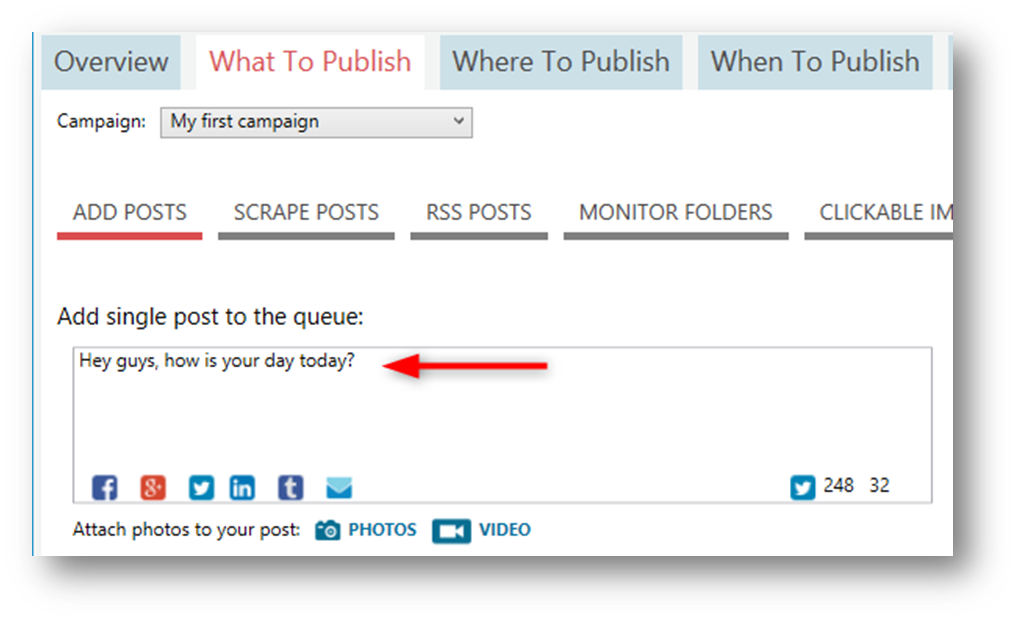 Overview What To Publish Where To Publish When To Publish
Campaign: My first campaign
ADD POSTS SCRAPE POSTS RSS POSTS MONITOR FOLDERS CLICKABLE IM
Add single post to the queue:
Hey guys, how is your day today?
248 32
Attach photos to your post: PHOTOS VIDEO